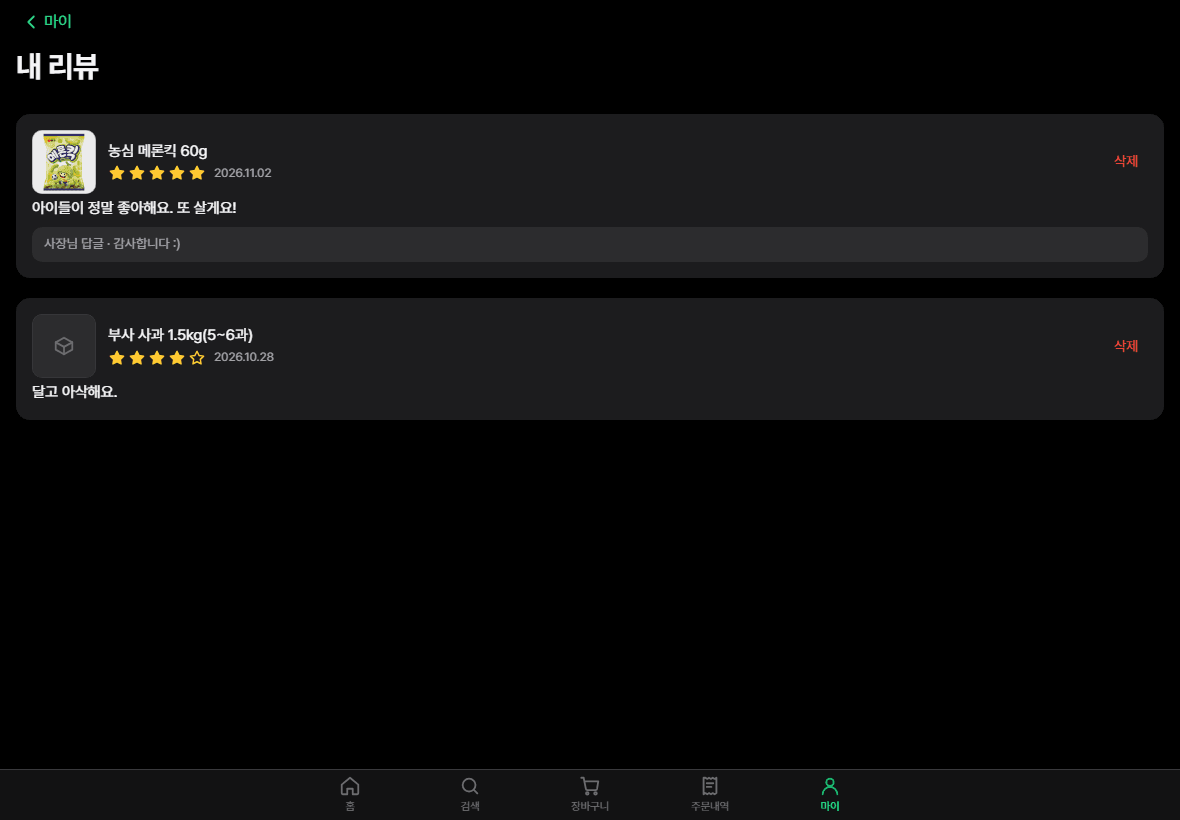 마이
내 리뷰
메론킥
농심 메론킥 60g
2026.11.02
삭제
아이들이 정말 좋아해요. 또 살게요!
사장님 답글 · 감사합니다 :)
부사 사과 1.5kg(5~6과)
2026.10.28
삭제
달고 아삭해요.
홈
검색
장바구니
주문내역
마이